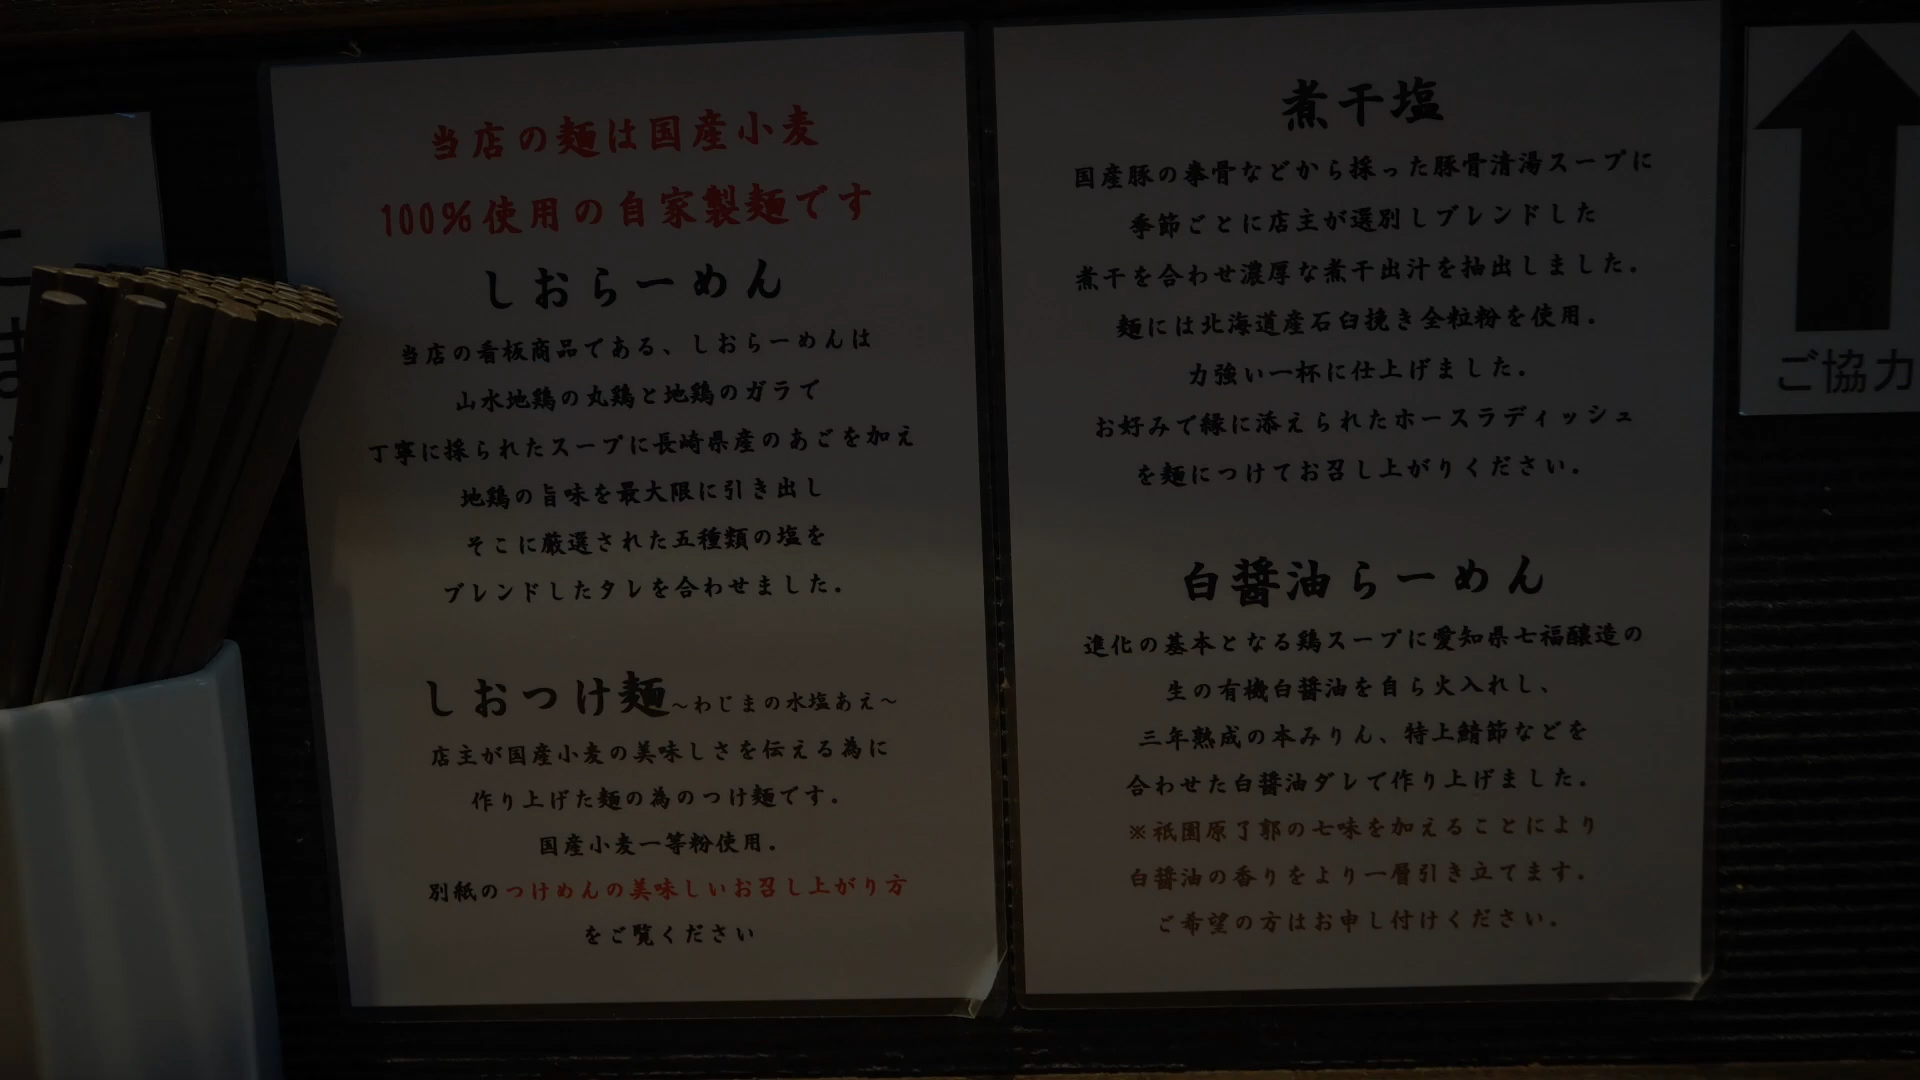 当店の麺は国産小麦
100%使用の自家製麺です
しおらーめん
当店の看板商品である、しおらーめんは
山水地鶏の丸鶏と地鶏のガラで
丁寧に採られたスープに長崎県産のあごを加え
地鶏の旨味を最大限に引き出し
そこに厳選された五種類の塩を
ブレンドしたタレを合わせました。
しおつけ麺～わじまの水塩あえ～
店主が国産小麦の美味しさを伝える為に
作り上げた麺の為のつけ麺です。
国産小麦一等粉使用。
別紙のつけめんの美味しいお召し上がり方
をご覧ください
煮干塩
国産豚の拳骨などから採った豚骨清湯スープに
季節ごとに店主が選別しブレンドした
煮干を合わせ濃厚な煮干出汁を抽出しました。
麺には北海道産石臼挽き全粒粉を使用。
力強い一杯に仕上げました。
お好みで縁に添えられたホースラディッシュ
を麺につけてお召し上がりください。
白醤油らーめん
進化の基本となる鶏スープに愛知県七福醸造の
生の有機白醤油を自ら火入れし、
三年熟成の本みりん、特上鯖節などを
合わせた白醤油ダレで作り上げました。
※祇園原了郭の七味を加えることにより
白醤油の香りをより一層引き立てます。
ご希望の方はお申し付けください。
ご協力